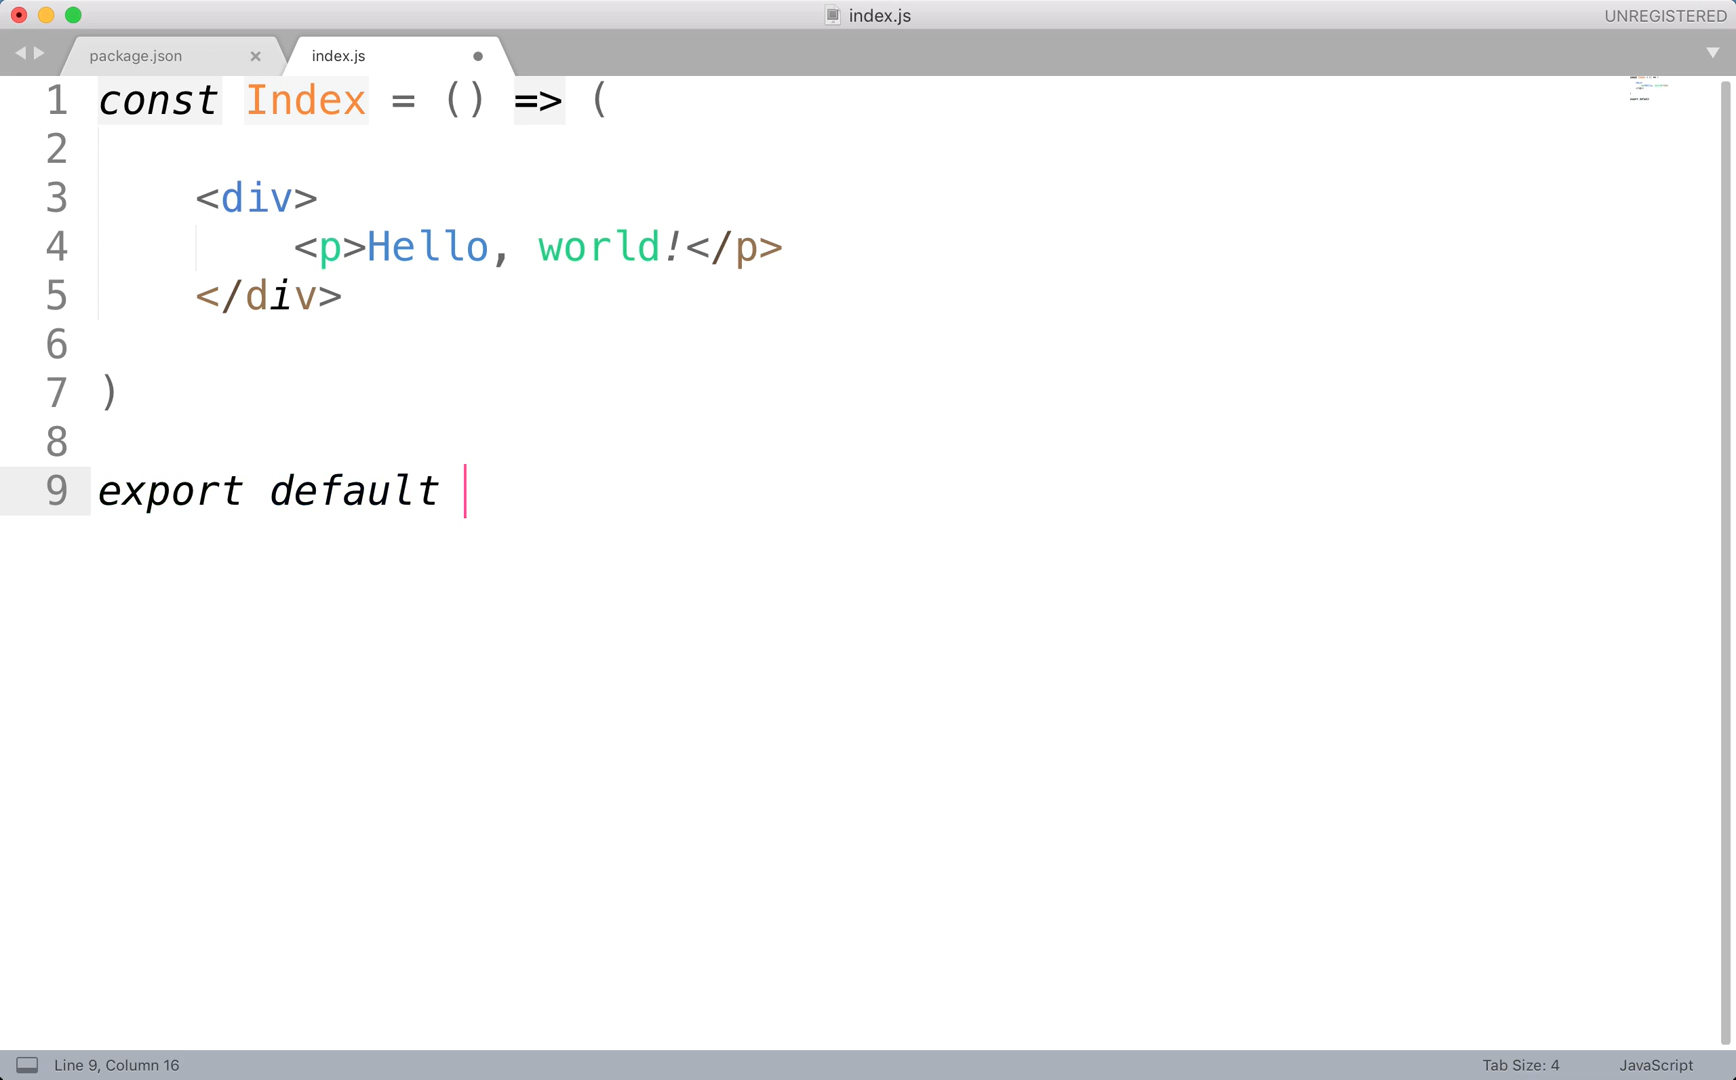 index.js
UNREGISTERED
package.json
index.js
1 const Index = () => (
2
3 <div>
4 <p>Hello, world!</p>
5 </div>
6
7 )
8
9 export default
Line 9, Column 16
Tab Size: 4
JavaScript